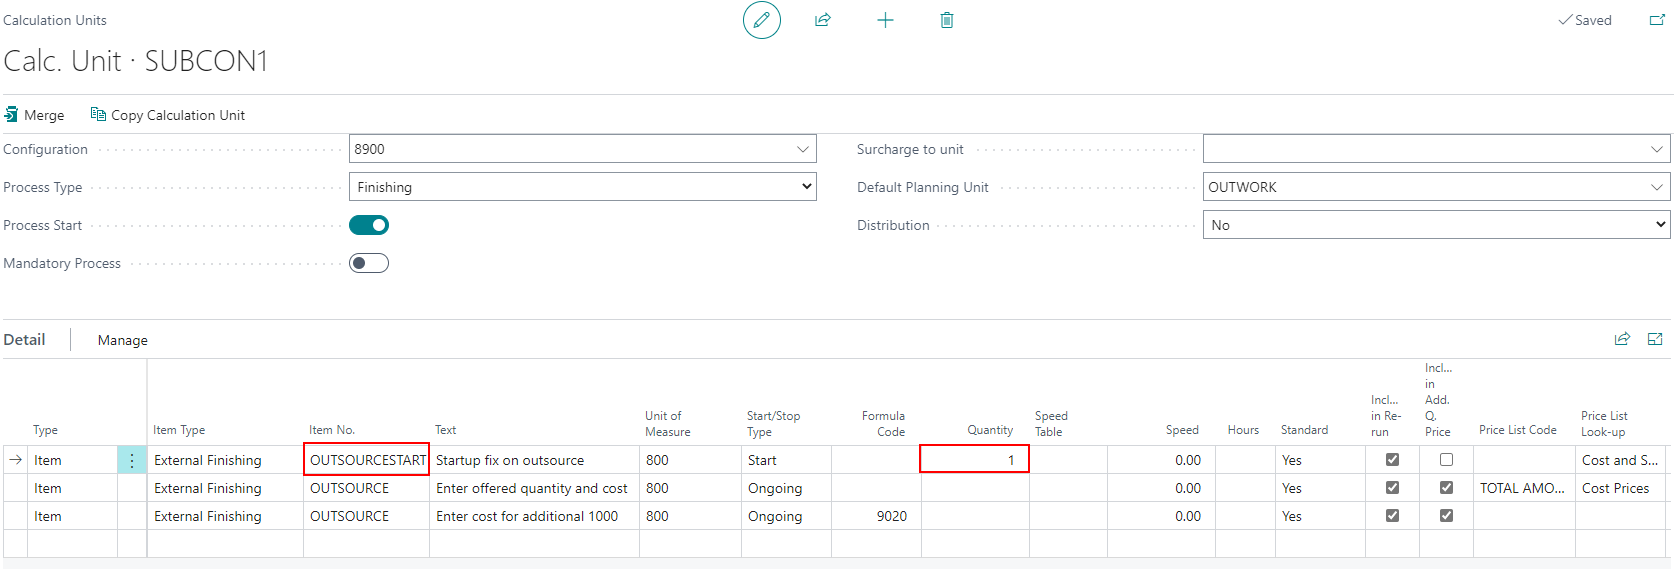 Calculation Units
Saved
Calc. Unit · SUBCON1
Merge Copy Calculation Unit
Configuration 8900 Surcharge to unit
Process Type Finishing Default Planning Unit OUTWORK
Process Start Distribution No
Mandatory Process
Detail Manage
Type Item Type Item No. Text Unit of Measure Start/Stop Type Formula Code Quantity Speed Table Speed Hours Standard Incl... in Re-run Incl... in Add. Q. Price Price List Code Price List Look-up
Item External Finishing OUTSOURCESTART Startup fix on outsource 800 Start 1 0.00 Yes Cost and S...
Item External Finishing OUTSOURCE Enter offered quantity and cost 800 Ongoing 0.00 Yes TOTAL AMO... Cost Prices
Item External Finishing OUTSOURCE Enter cost for additional 1000 800 Ongoing 9020 0.00 Yes